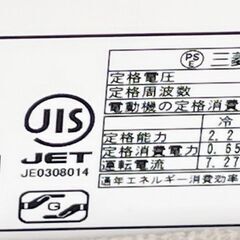 PS
E
三菱
定格電圧
定格周波数
電動機の定格消費
冷
定格能力 2.2
定格消費電力 0.65
運転電流 7.27
通年エネルギー消費効率
JIS
JET
JE0308014
G